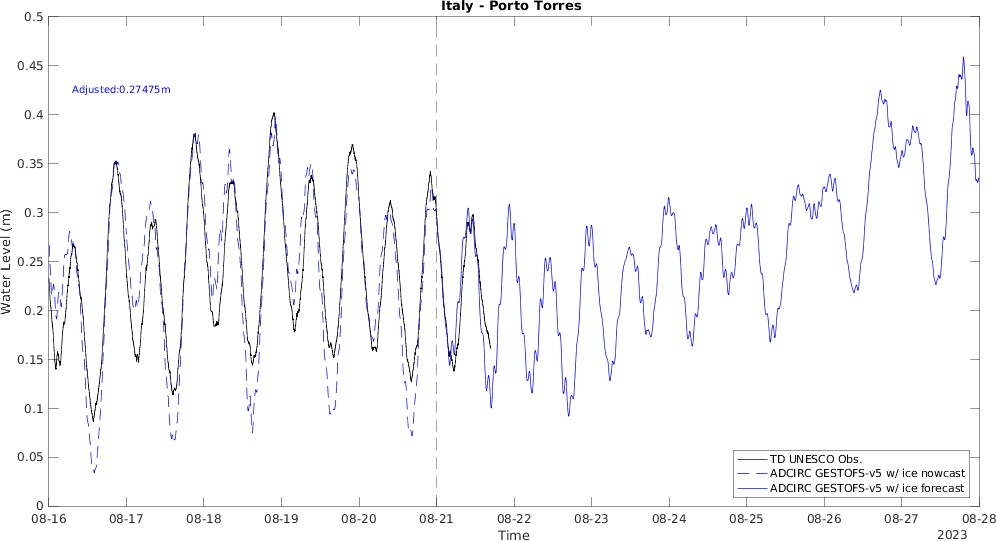 Italy - Porto Torres
0.5
0.45
0.4
0.35
0.3
0.25
0.2
0.15
0.1
0.05
0
Water Level (m)
Adjusted:0.27475m
TD UNESCO Obs.
ADCIRC GESTOFS-v5 w/ ice nowcast
ADCIRC GESTOFS-v5 w/ ice forecast
08-16 08-17 08-18 08-19 08-20 08-21 08-22 08-23 08-24 08-25 08-26 08-27 08-28
Time
2023